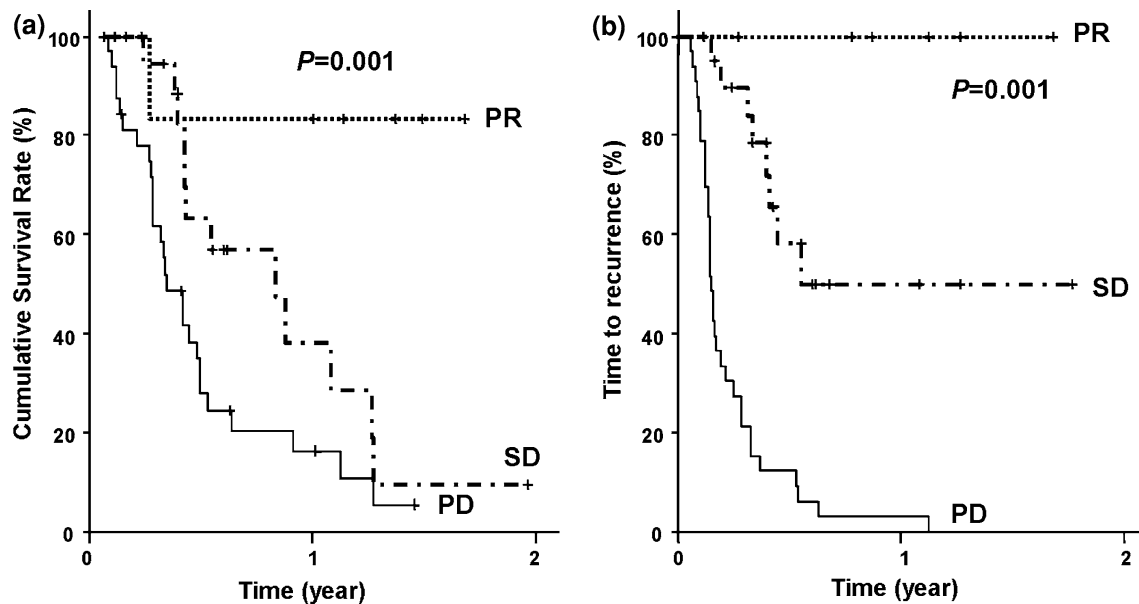 (a)
Cumulative Survival Rate (%)
100
80
60
40
20
0
P=0.001
PR
SD
PD
0 1 2
Time (year)
(b)
Time to recurrence (%)
100
80
60
40
20
0
PR
P=0.001
SD
PD
0 1 2
Time (year)